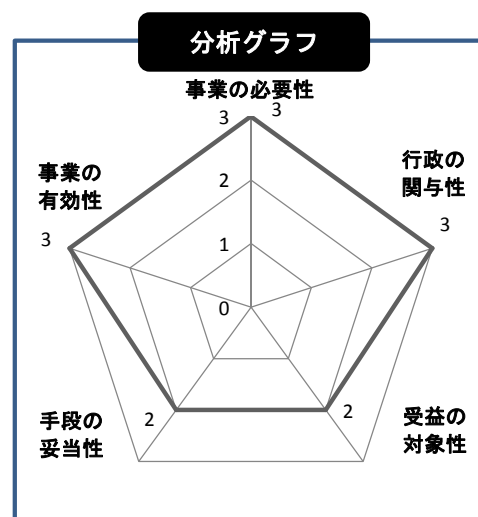 分析グラフ
事業の必要性
3
3
行政の
関与性
事業の
有効性
2
3
3
1
0
手段の
妥当性
2
2
受益の
対象性